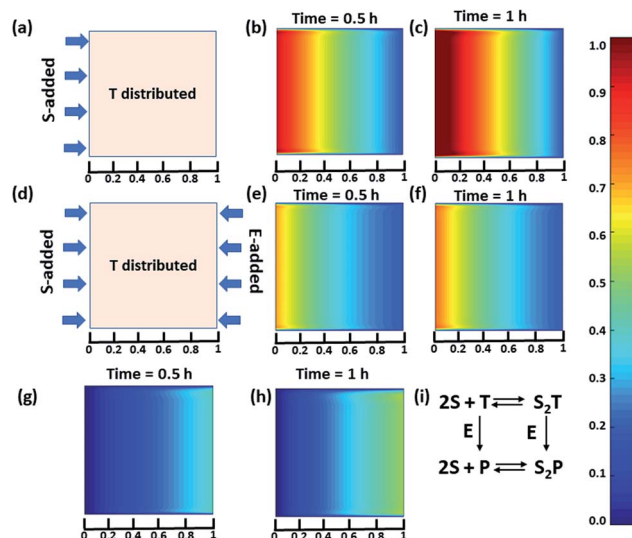 (a)
S-added
T distributed
0 0.2 0.4 0.6 0.8 1
(b)
Time = 0.5 h
0 0.2 0.4 0.6 0.8 1
(c)
Time = 1 h
0 0.2 0.4 0.6 0.8 1
(d)
S-added
T distributed
E-added
0 0.2 0.4 0.6 0.8 1
(e)
Time = 0.5 h
0 0.2 0.4 0.6 0.8 1
(f)
Time = 1 h
0 0.2 0.4 0.6 0.8 1
(g)
Time = 0.5 h
0 0.2 0.4 0.6 0.8 1
(h)
Time = 1 h
0 0.2 0.4 0.6 0.8 1
(i)
2S + T ⇌ S₂T
E ↓ E ↓
2S + P ⇌ S₂P
1.0
0.9
0.8
0.7
0.6
0.5
0.4
0.3
0.2
0.1
0.0